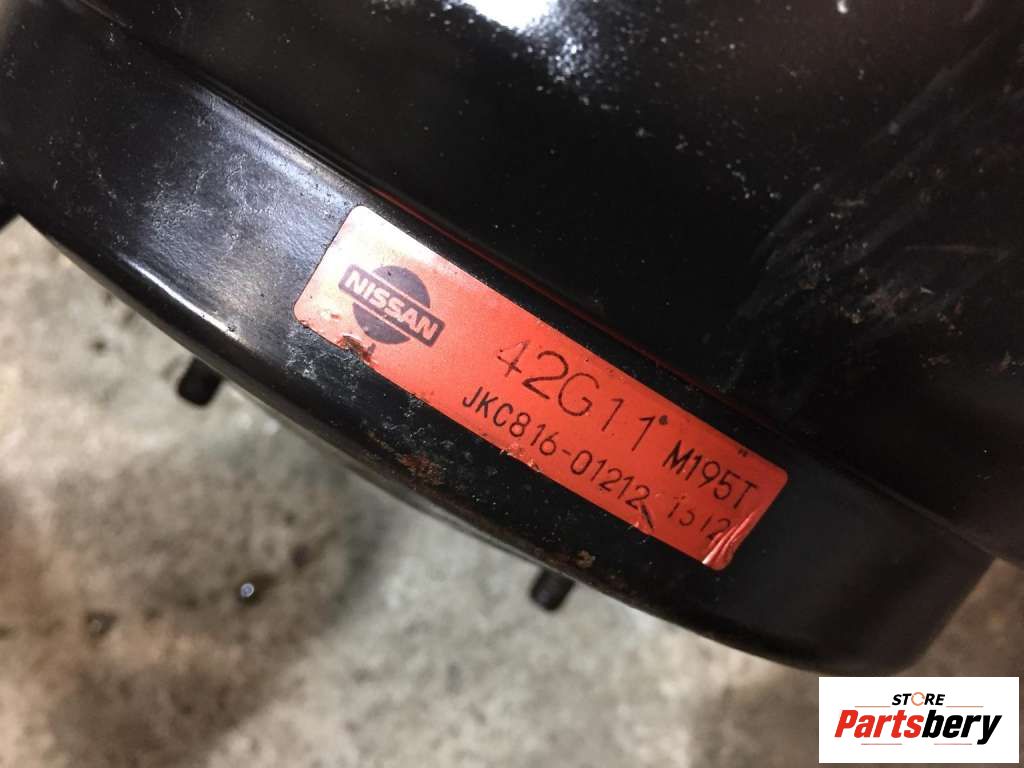 NISSAN
42G11
M195T
JKC816-01212
STORE
Partsbery